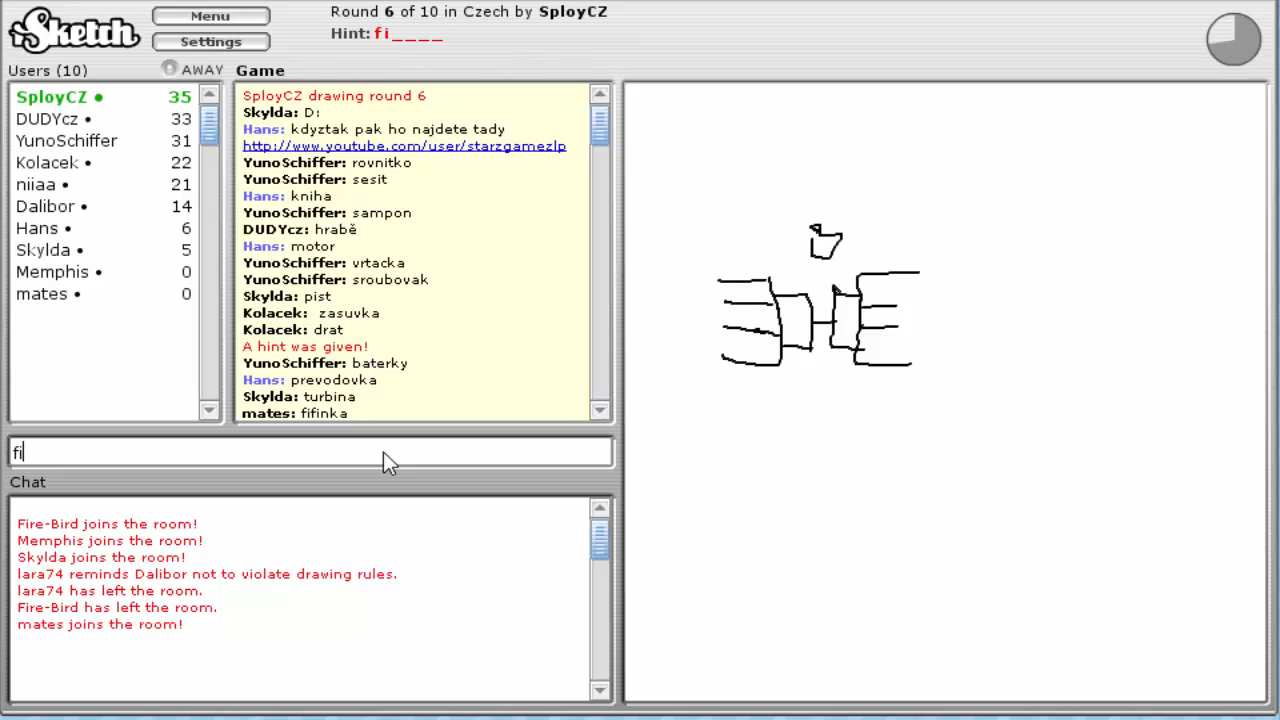 iSketch
Menu
Settings
Round 6 of 10 in Czech by SployCZ
Hint: fi____
Users (10)
AWAY
Game
SployCZ • 35
DUDYcz • 33
YunoSchiffer 31
Kolacek • 22
niiaa • 21
Dalibor • 14
Hans • 6
Skylda • 5
Memphis • 0
mates • 0
SployCZ drawing round 6
Skylda: D:
Hans: kdyztak pak ho najdete tady
http://www.youtube.com/user/starzgamezlp
YunoSchiffer: rovnitko
YunoSchiffer: sesit
Hans: kniha
YunoSchiffer: sampon
DUDYcz: hrabě
Hans: motor
YunoSchiffer: vrtacka
YunoSchiffer: sroubovak
Skylda: pist
Kolacek: zasuvka
Kolacek: drat
A hint was given!
YunoSchiffer: baterky
Hans: prevodovka
Skylda: turbina
mates: fifinka
fi
Chat
Fire-Bird joins the room!
Memphis joins the room!
Skylda joins the room!
lara74 reminds Dalibor not to violate drawing rules.
lara74 has left the room.
Fire-Bird has left the room.
mates joins the room!